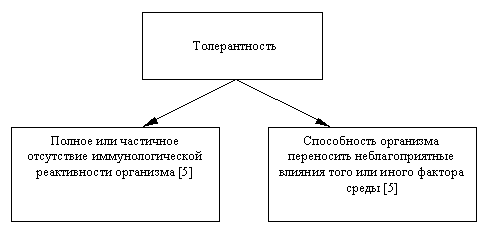 Толерантность
Полное или частичное
отсутствие иммунологической
реактивности организма [5]
Способность организма
переносить неблагоприятные
влияния того или иного фактора
среды [5]